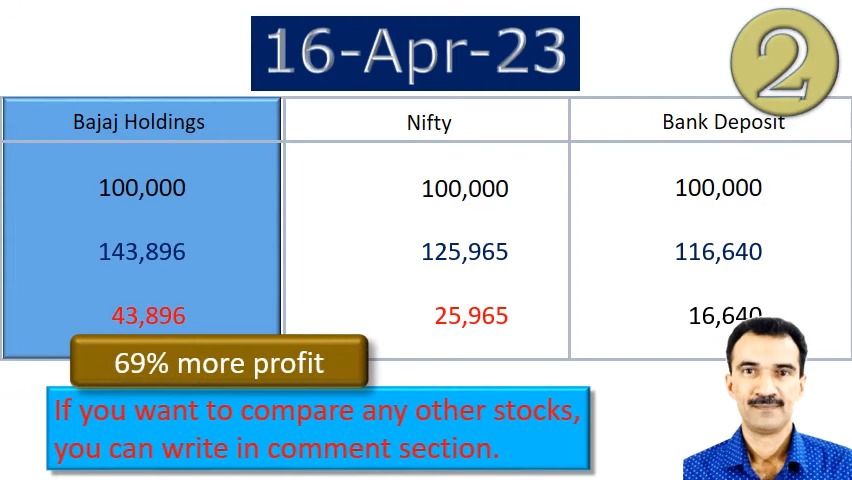 16-Apr-23
2
Bajaj Holdings Nifty Bank Deposit
100,000 100,000 100,000
143,896 125,965 116,640
43,896 25,965 16,640
69% more profit
If you want to compare any other stocks,
you can write in comment section.